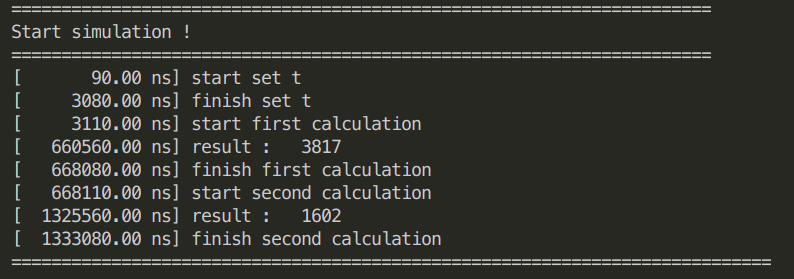 ======================================================================
Start simulation !
======================================================================
[       90.00 ns] start set t
[     3080.00 ns] finish set t
[     3110.00 ns] start first calculation
[   660560.00 ns] result :   3817
[   668080.00 ns] finish first calculation
[   668110.00 ns] start second calculation
[  1325560.00 ns] result :   1602
[  1333080.00 ns] finish second calculation
============================================================================